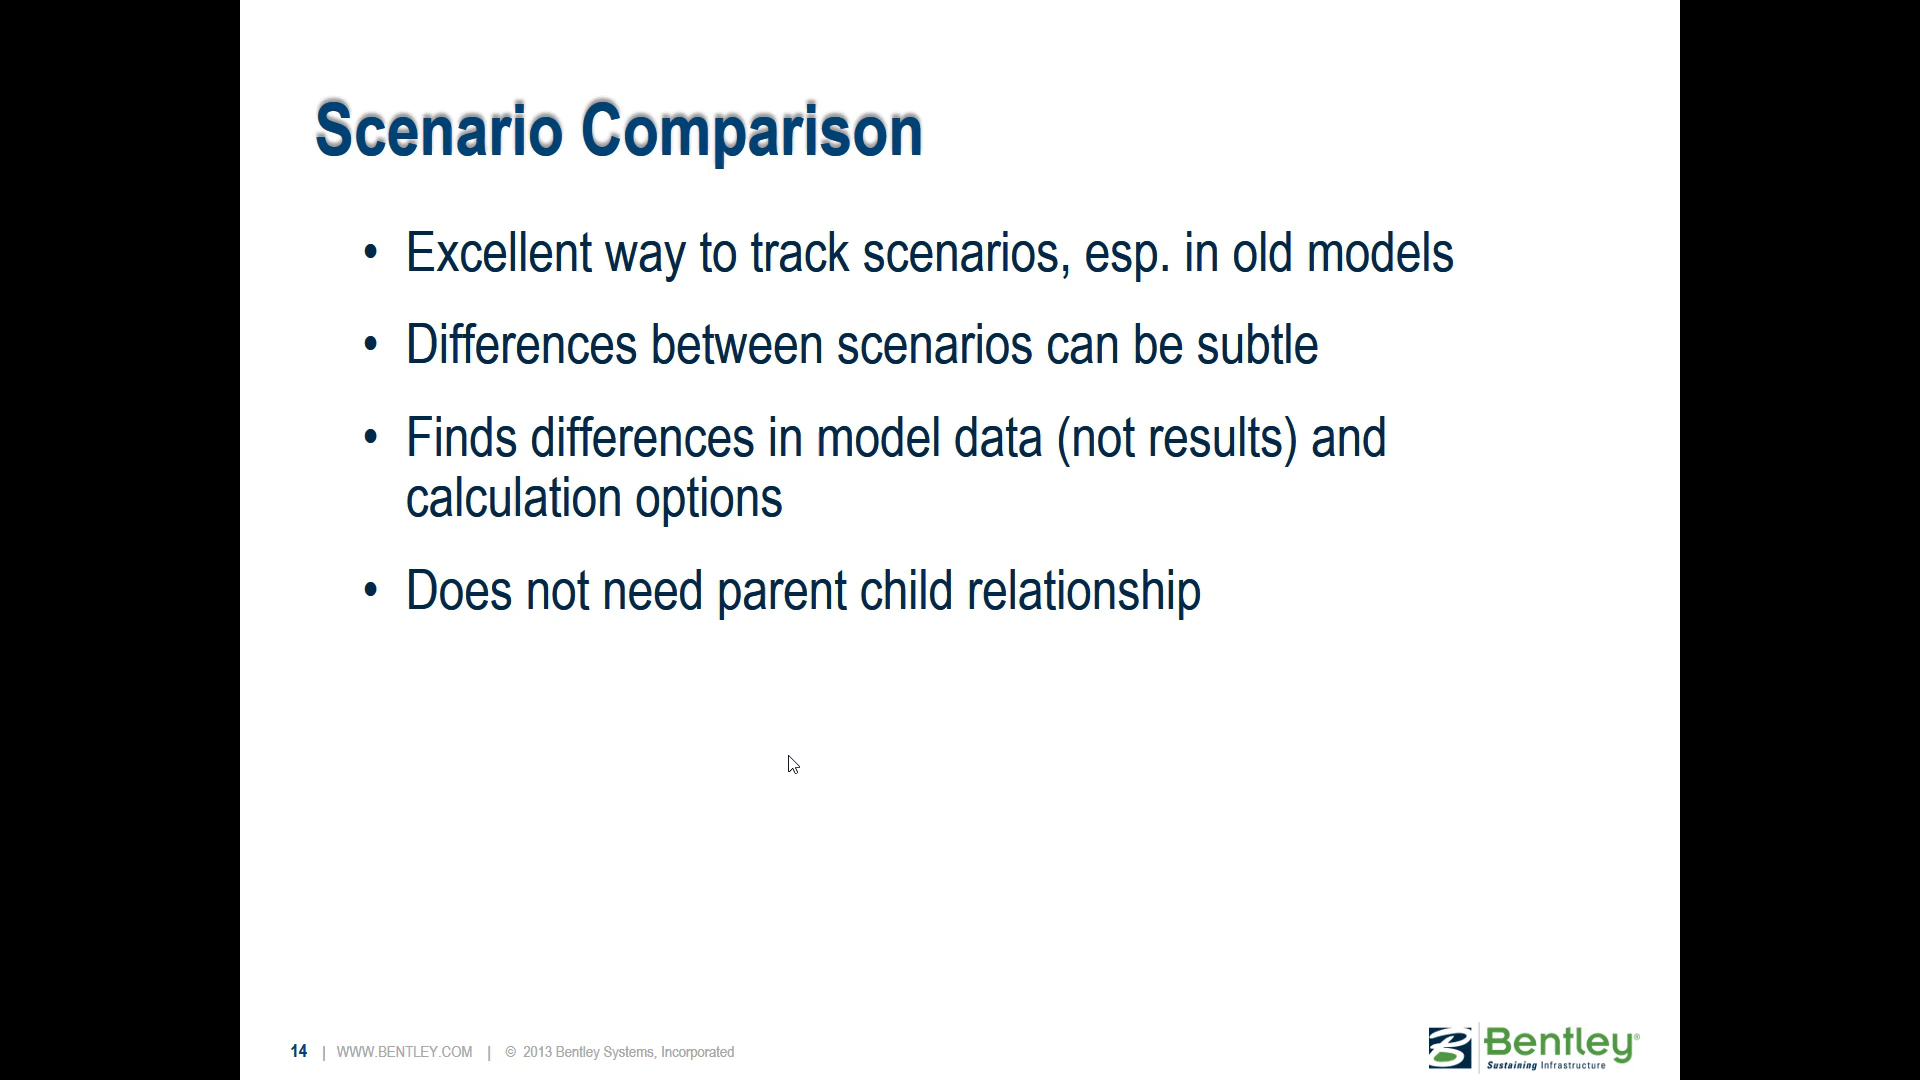 Scenario Comparison
• Excellent way to track scenarios, esp. in old models
• Differences between scenarios can be subtle
• Finds differences in model data (not results) and
calculation options
• Does not need parent child relationship
14 | WWW.BENTLEY.COM | © 2013 Bentley Systems, Incorporated
Bentley®
Sustaining Infrastructure